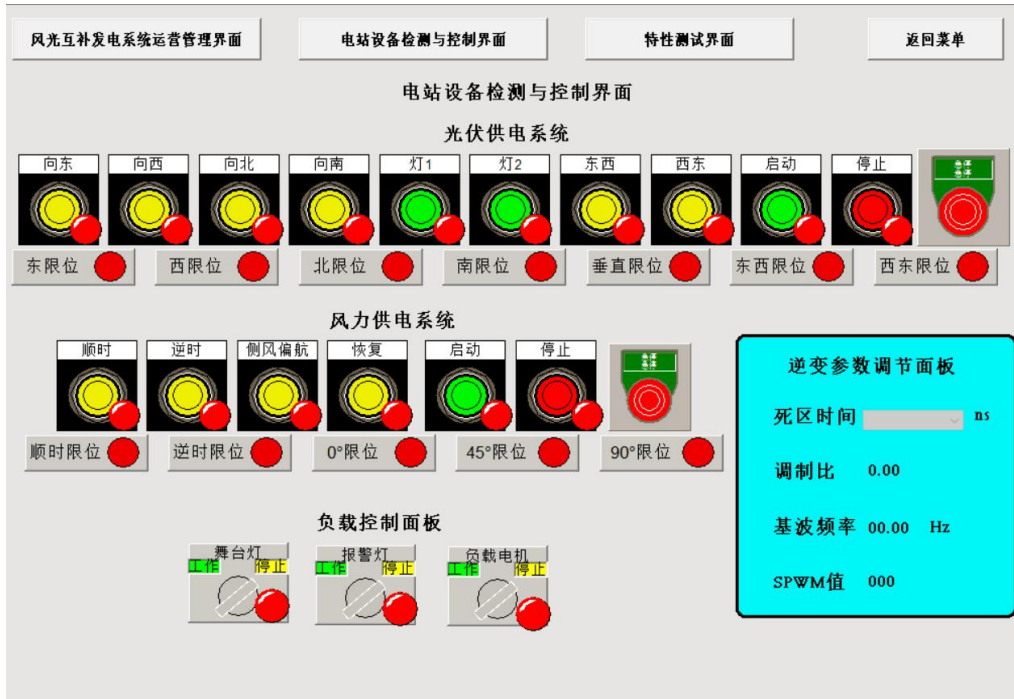 风光互补发电系统运营管理界面 电站设备检测与控制界面 特性测试界面 返回菜单
电站设备检测与控制界面
光伏供电系统
向东 向西 向北 向南 灯1 灯2 东西 西东 启动 停止 急停
急停
东限位 西限位 北限位 南限位 垂直限位 东西限位 西东限位
风力供电系统
顺时 逆时 侧风偏航 恢复 启动 停止 急停
急停
顺时限位 逆时限位 0°限位 45°限位 90°限位
逆变参数调节面板
死区时间 ns
调制比 0.00
基波频率 00.00 Hz
SPWM值 000
负载控制面板
舞台灯 报警灯 负载电机
工作 停止 工作 停止 工作 停止